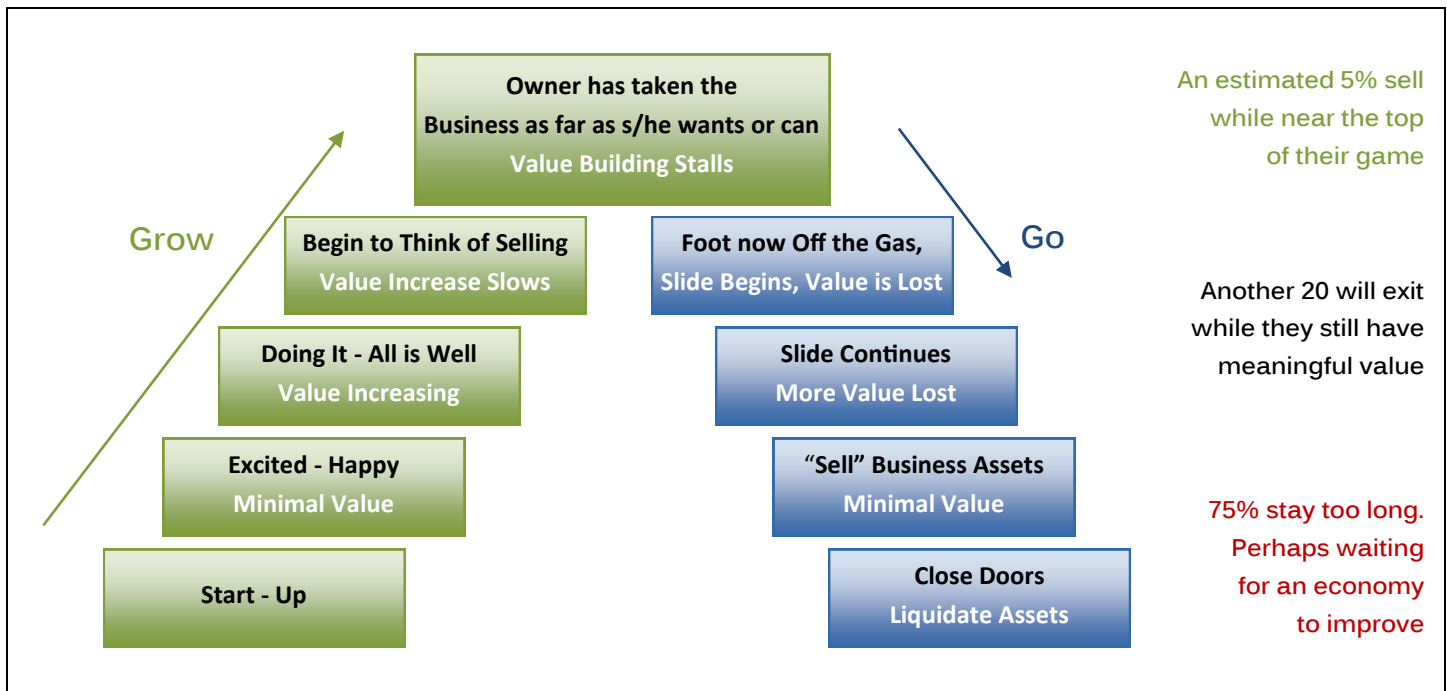 Owner has taken the
Business as far as s/he wants or can
Value Building Stalls
An estimated 5% sell
while near the top
of their game
Grow
Begin to Think of Selling
Value Increase Slows
Foot now Off the Gas,
Slide Begins, Value is Lost
Go
Another 20 will exit
while they still have
meaningful value
Doing It - All is Well
Value Increasing
Slide Continues
More Value Lost
Excited - Happy
Minimal Value
“Sell” Business Assets
Minimal Value
75% stay too long.
Perhaps waiting
for an economy
to improve
Start - Up
Close Doors
Liquidate Assets